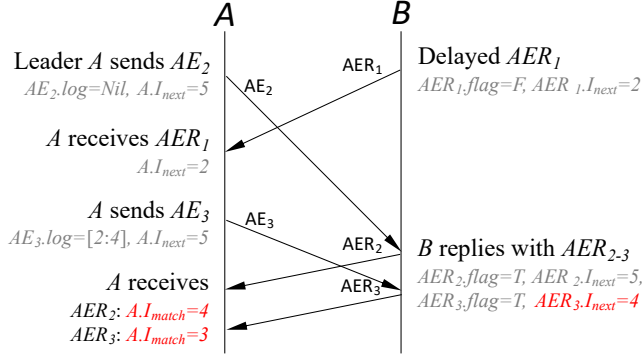 A
B
Leader A sends AE2
AE2.log=Nil, A.Inext=5
AE2
AER1
Delayed AER1
AER1.flag=F, AER 1.Inext=2
A receives AER1
A.Inext=2
A sends AE3
AE3.log=[2:4], A.Inext=5
AE3
AER2
B replies with AER2-3
AER2.flag=T, AER 2.Inext=5,
AER3.flag=T, AER3.Inext=4
A receives
AER2: A.Imatch=4
AER3
AER3: A.Imatch=3